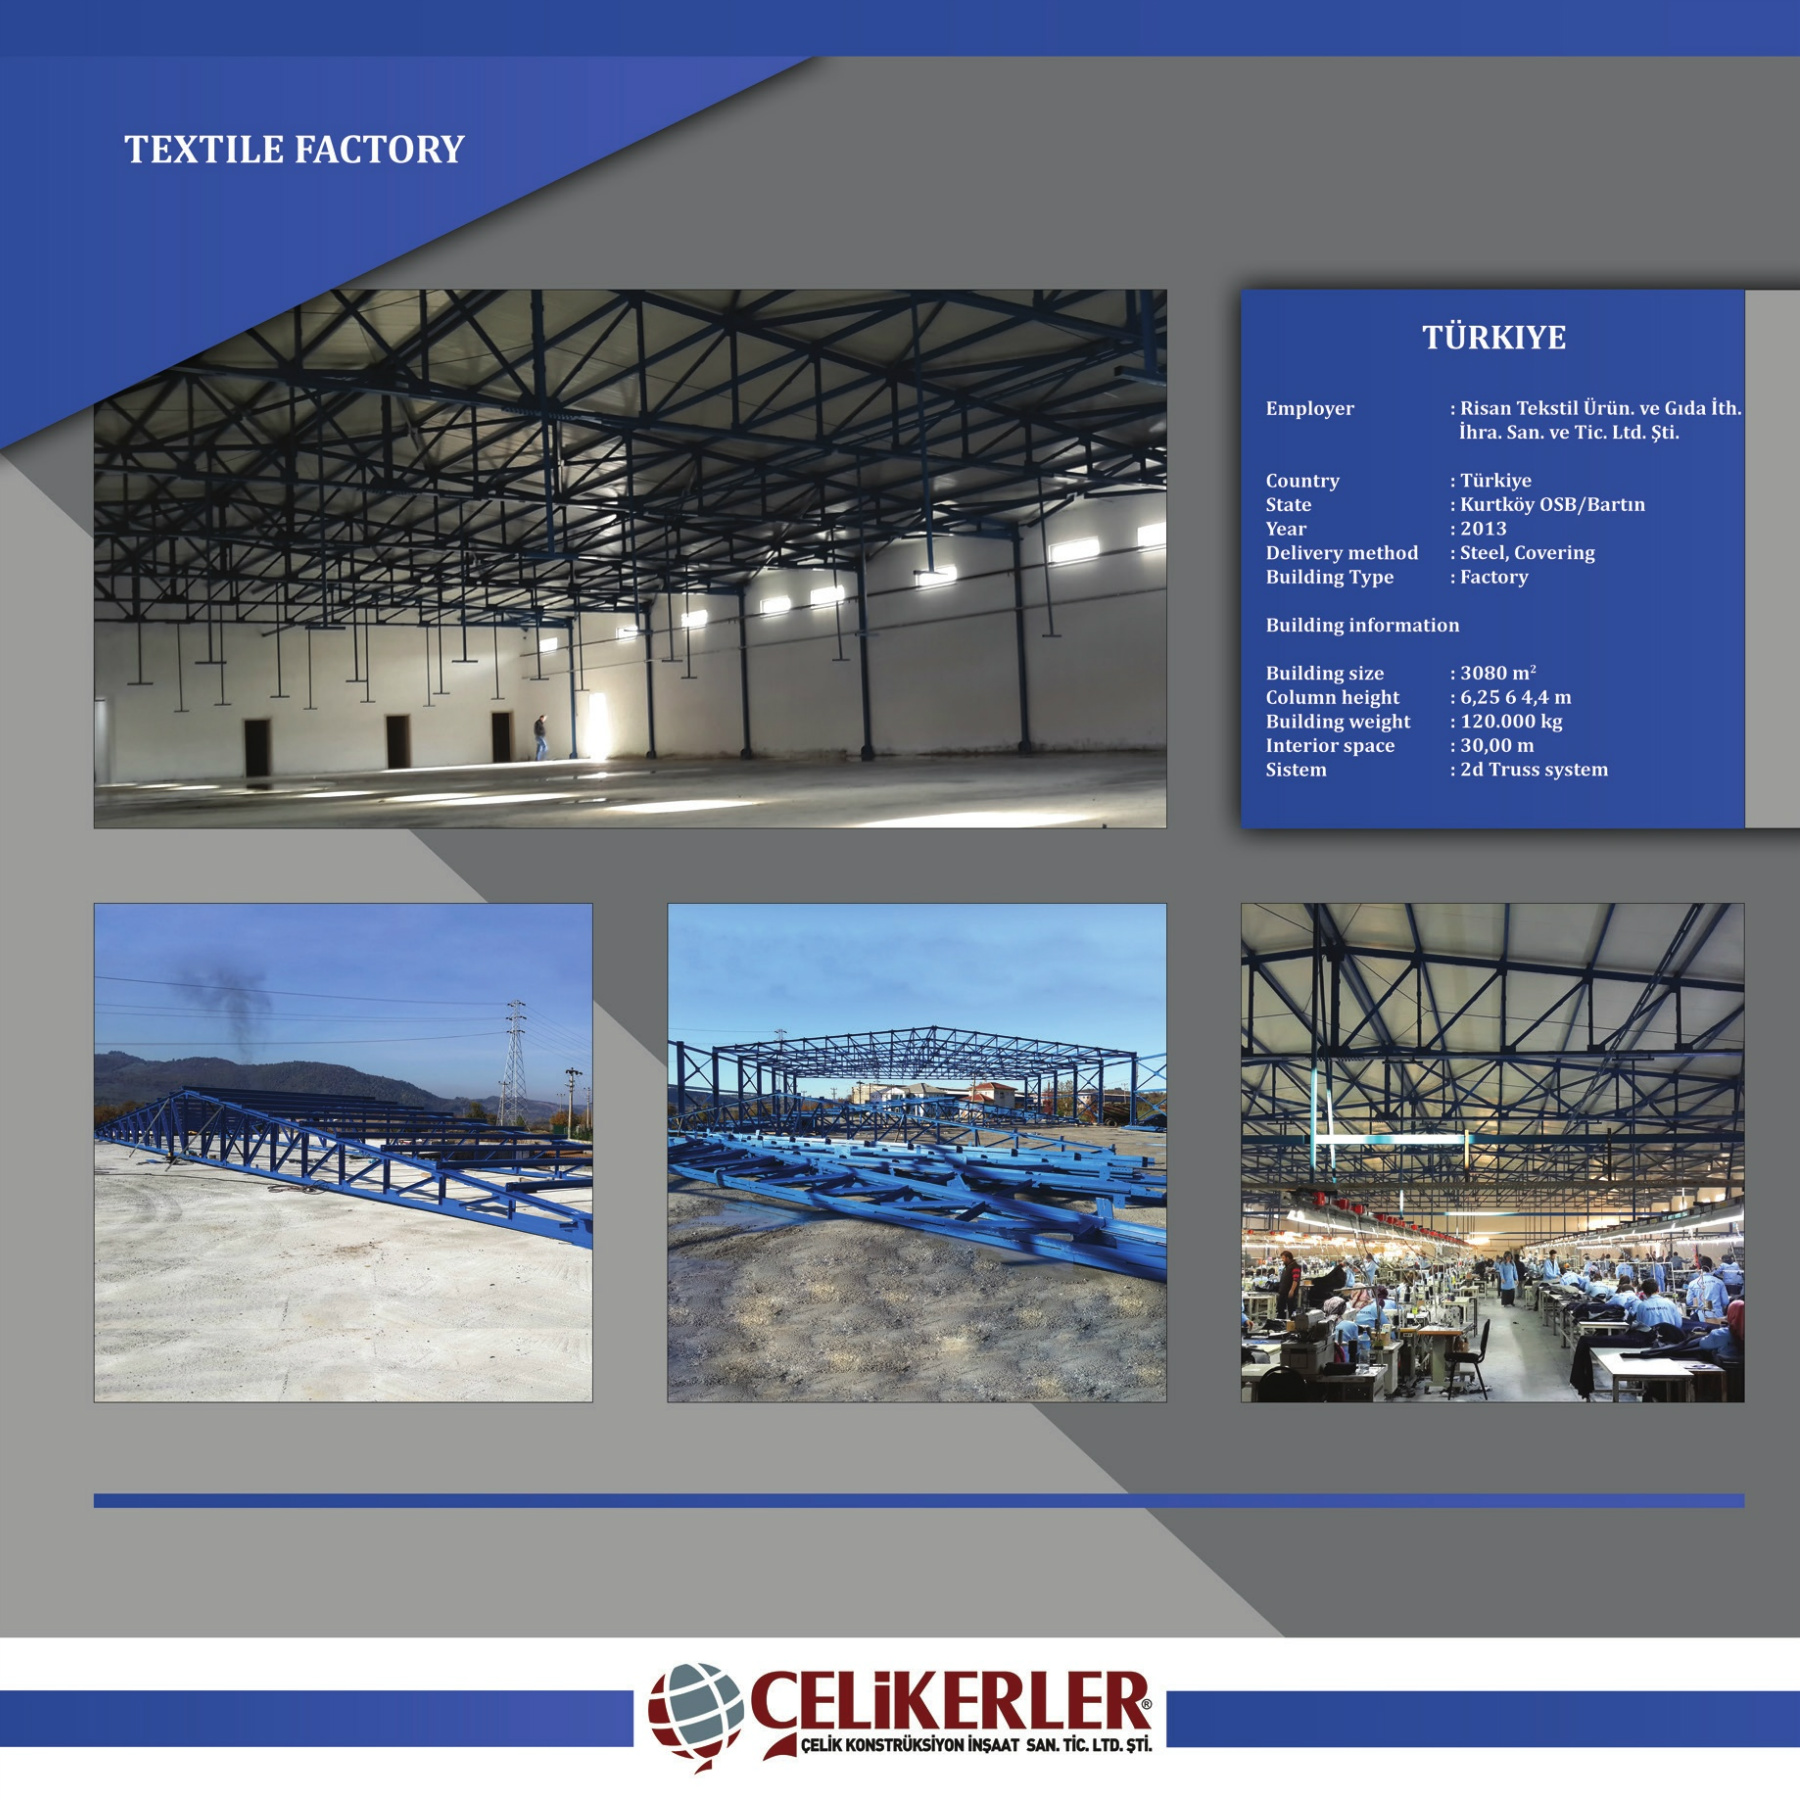 TEXTILE FACTORY
TÜRKIYE
Employer : Risan Tekstil Ürün. ve Gıda İth.
İhra. San. ve Tic. Ltd. Şti.
Country : Türkiye
State : Kurtköy OSB/Bartın
Year : 2013
Delivery method : Steel, Covering
Building Type : Factory
Building information
Building size : 3080 m²
Column height : 6,25 6 4,4 m
Building weight : 120.000 kg
Interior space : 30,00 m
Sistem : 2d Truss system
ÇELiKERLER®
ÇELİK KONSTRÜKSİYON İNŞAAT SAN. TİC. LTD. ŞTİ.